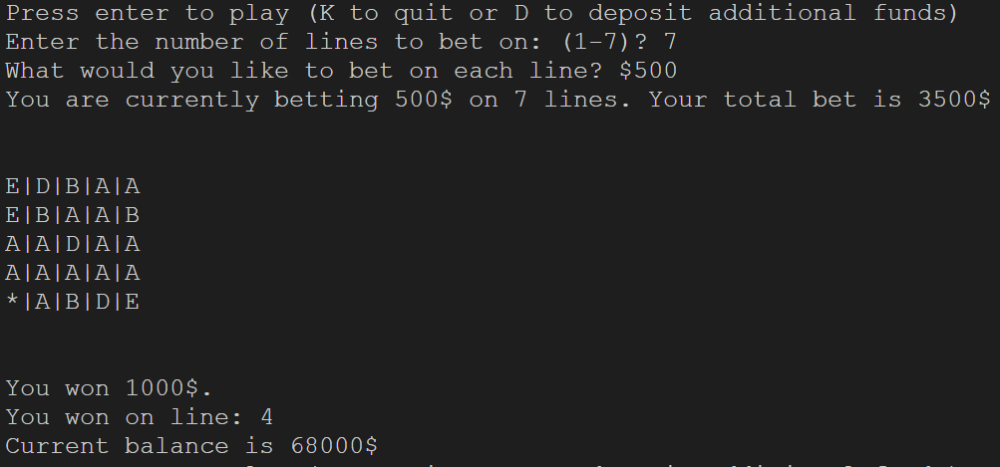 Press enter to play (K to quit or D to deposit additional funds)
Enter the number of lines to bet on: (1-7)? 7
What would you like to bet on each line? $500
You are currently betting 500$ on 7 lines. Your total bet is 3500$
E|D|B|A|A
E|B|A|A|B
A|A|D|A|A
A|A|A|A|A
*|A|B|D|E
You won 1000$.
You won on line: 4
Current balance is 68000$